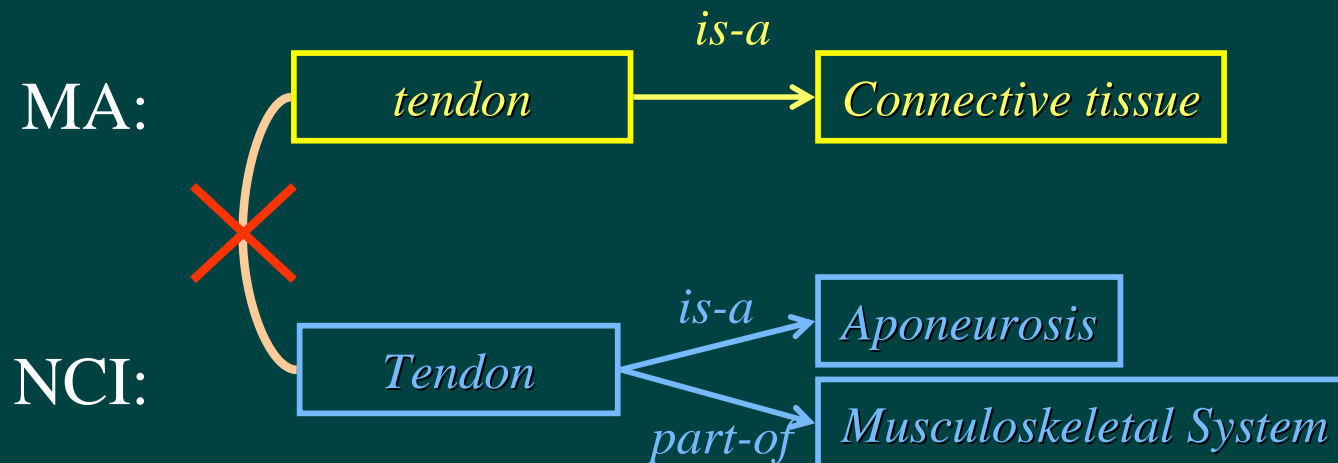 is-a
MA:
tendon
Connective tissue
is-a
Aponeurosis
NCI:
Tendon
part-of
Musculoskeletal System